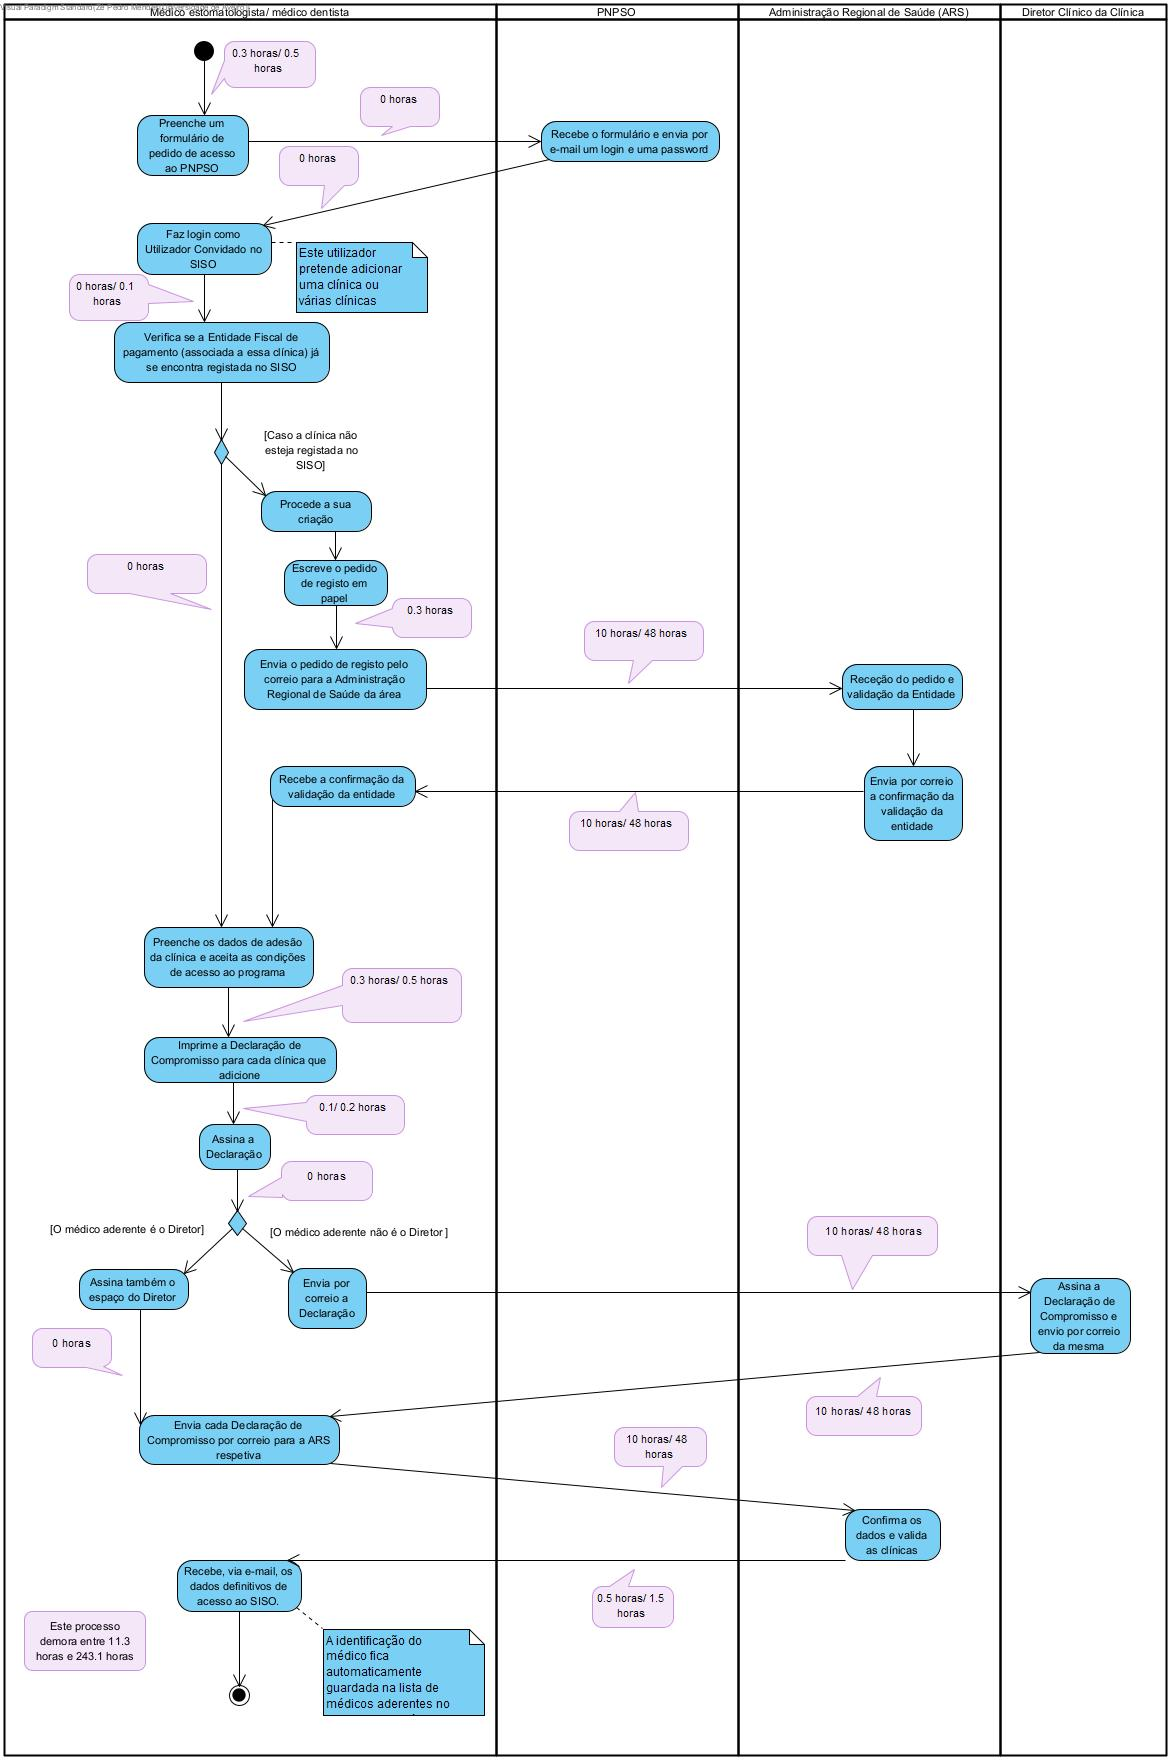 Médico estomatologista/ médico dentista
PNPSO
Administração Regional de Saúde (ARS)
Diretor Clínico da Clínica
0.3 horas/ 0.5
horas
Preenche um
formulário de
pedido de acesso
ao PNPSO
0 horas
Recebe o formulário e envia por
e-mail um login e uma password
0 horas
Faz login como
Utilizador Convidado no
SISO
Este utilizador
pretende adicionar
uma clínica ou
várias clínicas
0 horas/ 0.1
horas
Verifica se a Entidade Fiscal de
pagamento (associada a essa clínica) já
se encontra registada no SISO
[Caso a clínica não
esteja registada no
SISO]
Procede a sua
criação
0 horas
Escreve o pedido
de registo em
papel
0.3 horas
Envia o pedido de registo pelo
correio para a Administração
Regional de Saúde da área
10 horas/ 48 horas
Receção do pedido e
validação da Entidade
Envia por correio
a confirmação da
validação da
entidade
10 horas/ 48 horas
Recebe a confirmação da
validação da entidade
Preenche os dados de adesão
da clínica e aceita as condições
de acesso ao programa
0.3 horas/ 0.5 horas
Imprime a Declaração de
Compromisso para cada clínica que
adicione
0.1/ 0.2 horas
Assina a
Declaração
0 horas
[O médico aderente é o Diretor]
[O médico aderente não é o Diretor ]
Assina também o
espaço do Diretor
Envia por
correio a
Declaração
10 horas/ 48 horas
Assina a
Declaração de
Compromisso e
envio por correio
da mesma
0 horas
10 horas/ 48 horas
Envia cada Declaração de
Compromisso por correio para a ARS
respetiva
10 horas/ 48
horas
Confirma os
dados e valida
as clínicas
0.5 horas/ 1.5
horas
Recebe, via e-mail, os
dados definitivos de
acesso ao SISO.
Este processo
demora entre 11.3
horas e 243.1 horas
A identificação do
médico fica
automaticamente
guardada na lista de
médicos aderentes no